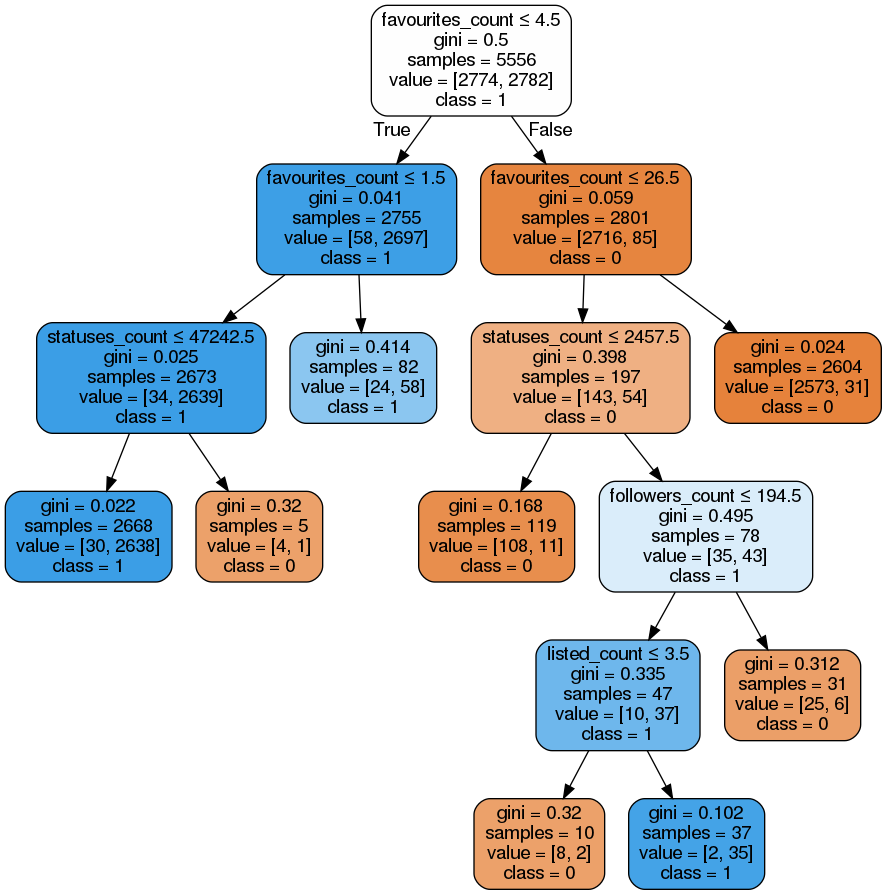 favourites_count ≤ 4.5
gini = 0.5
samples = 5556
value = [2774, 2782]
class = 1
True
False
favourites_count ≤ 1.5
gini = 0.041
samples = 2755
value = [58, 2697]
class = 1
favourites_count ≤ 26.5
gini = 0.059
samples = 2801
value = [2716, 85]
class = 0
statuses_count ≤ 47242.5
gini = 0.025
samples = 2673
value = [34, 2639]
class = 1
gini = 0.414
samples = 82
value = [24, 58]
class = 1
statuses_count ≤ 2457.5
gini = 0.398
samples = 197
value = [143, 54]
class = 0
gini = 0.024
samples = 2604
value = [2573, 31]
class = 0
gini = 0.022
samples = 2668
value = [30, 2638]
class = 1
gini = 0.32
samples = 5
value = [4, 1]
class = 0
gini = 0.168
samples = 119
value = [108, 11]
class = 0
followers_count ≤ 194.5
gini = 0.495
samples = 78
value = [35, 43]
class = 1
listed_count ≤ 3.5
gini = 0.335
samples = 47
value = [10, 37]
class = 1
gini = 0.312
samples = 31
value = [25, 6]
class = 0
gini = 0.32
samples = 10
value = [8, 2]
class = 0
gini = 0.102
samples = 37
value = [2, 35]
class = 1